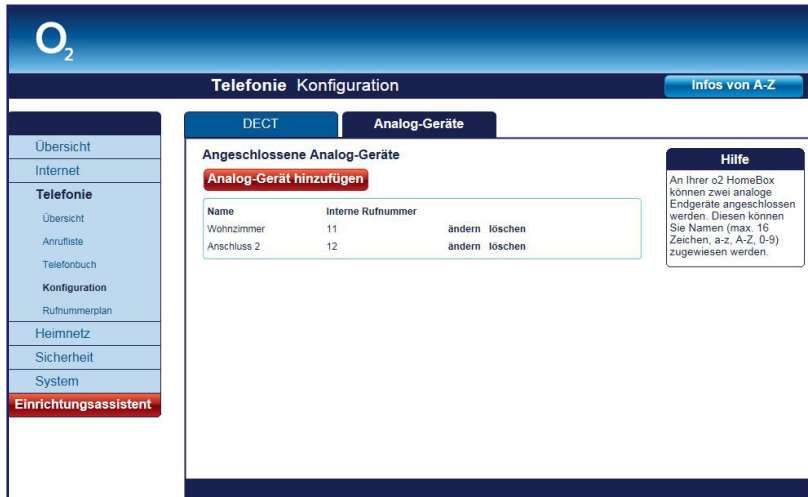 O2
Telefonie Konfiguration
Infos von A-Z
Übersicht
Internet
Telefonie
Übersicht
Anrufliste
Telefonbuch
Konfiguration
Rufnummerplan
Heimnetz
Sicherheit
System
Einrichtungsassistent
DECT
Analog-Geräte
Angeschlossene Analog-Geräte
Analog-Gerät hinzufügen
Name Interne Rufnummer
Wohnzimmer 11 ändern löschen
Anschluss 2 12 ändern löschen
Hilfe
An Ihrer o2 HomeBox
können zwei analoge
Endgeräte angeschlossen
werden. Diesen können
Sie Namen (max. 16
Zeichen, a-z, A-Z, 0-9)
zugewiesen werden.